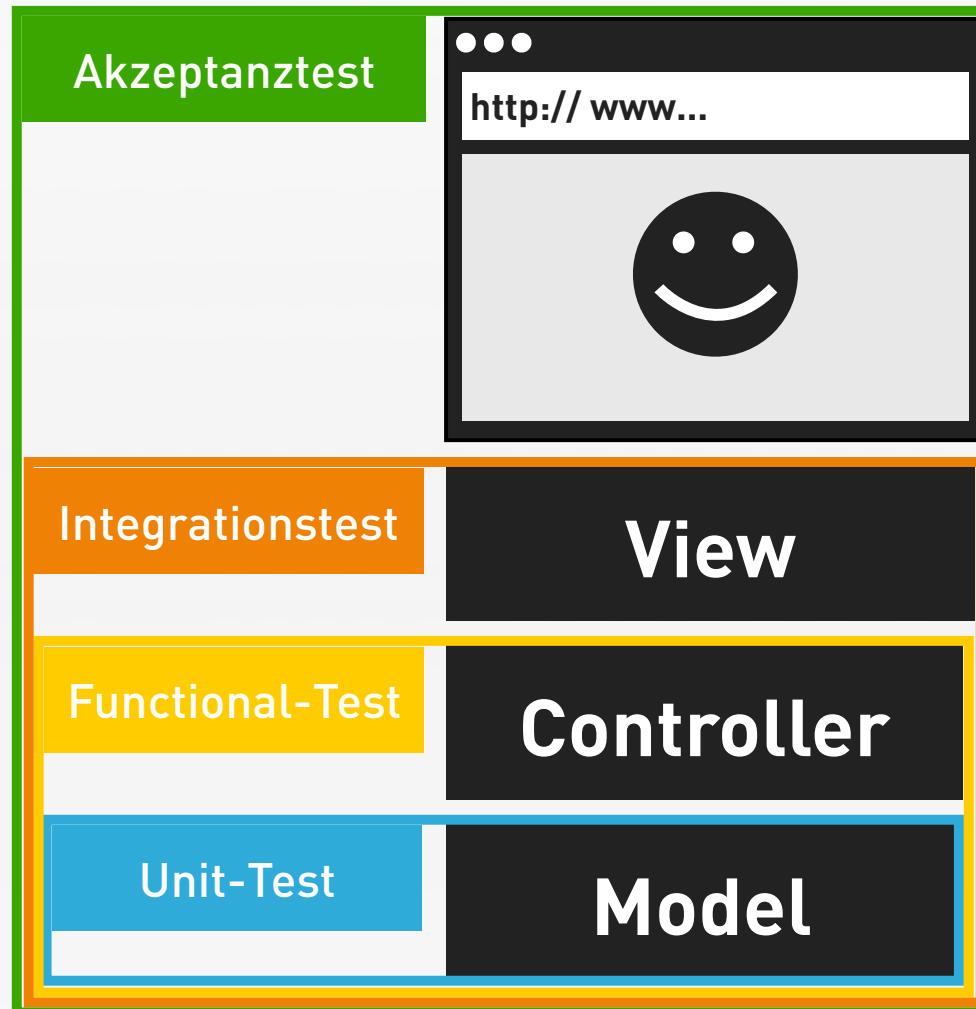 Akzeptanztest
http:// www...
Integrationstest
View
Functional-Test
Controller
Unit-Test
Model